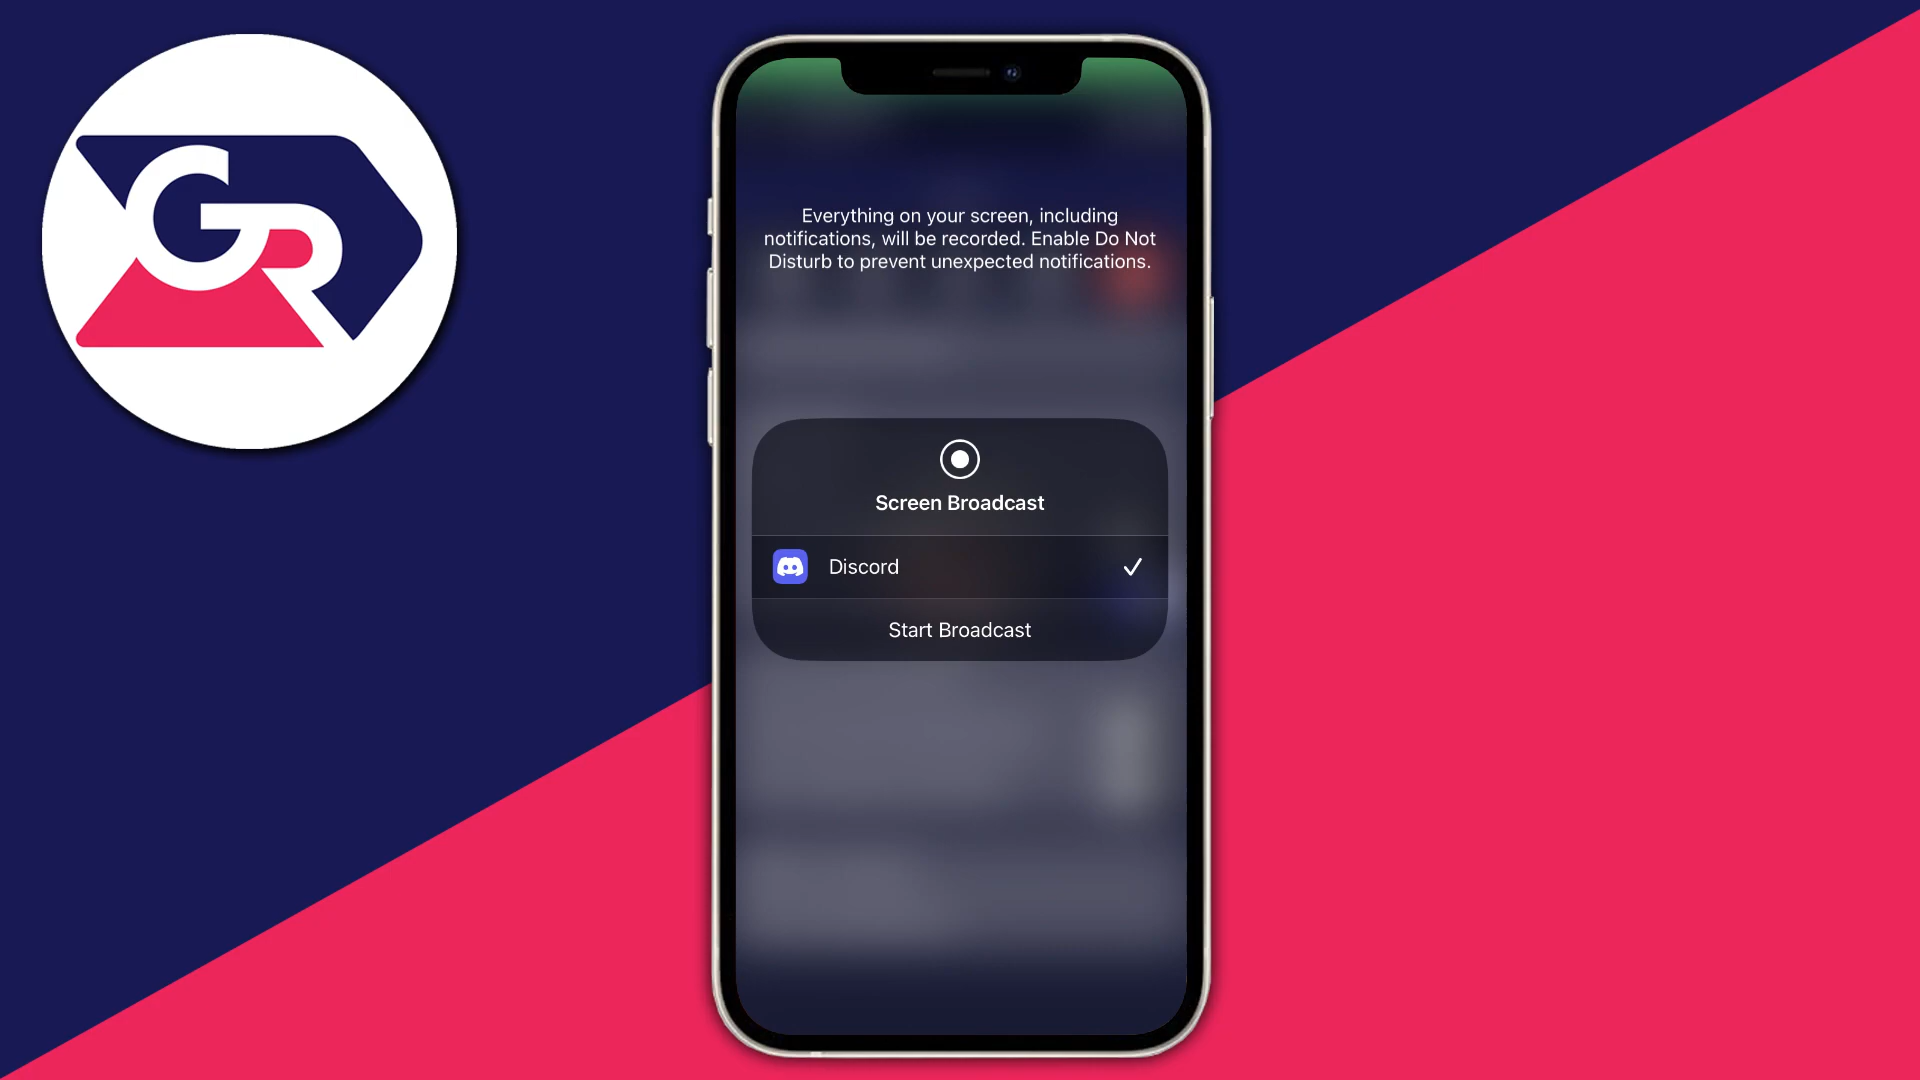 GR
Everything on your screen, including
notifications, will be recorded. Enable Do Not
Disturb to prevent unexpected notifications.
Screen Broadcast
Discord
Start Broadcast